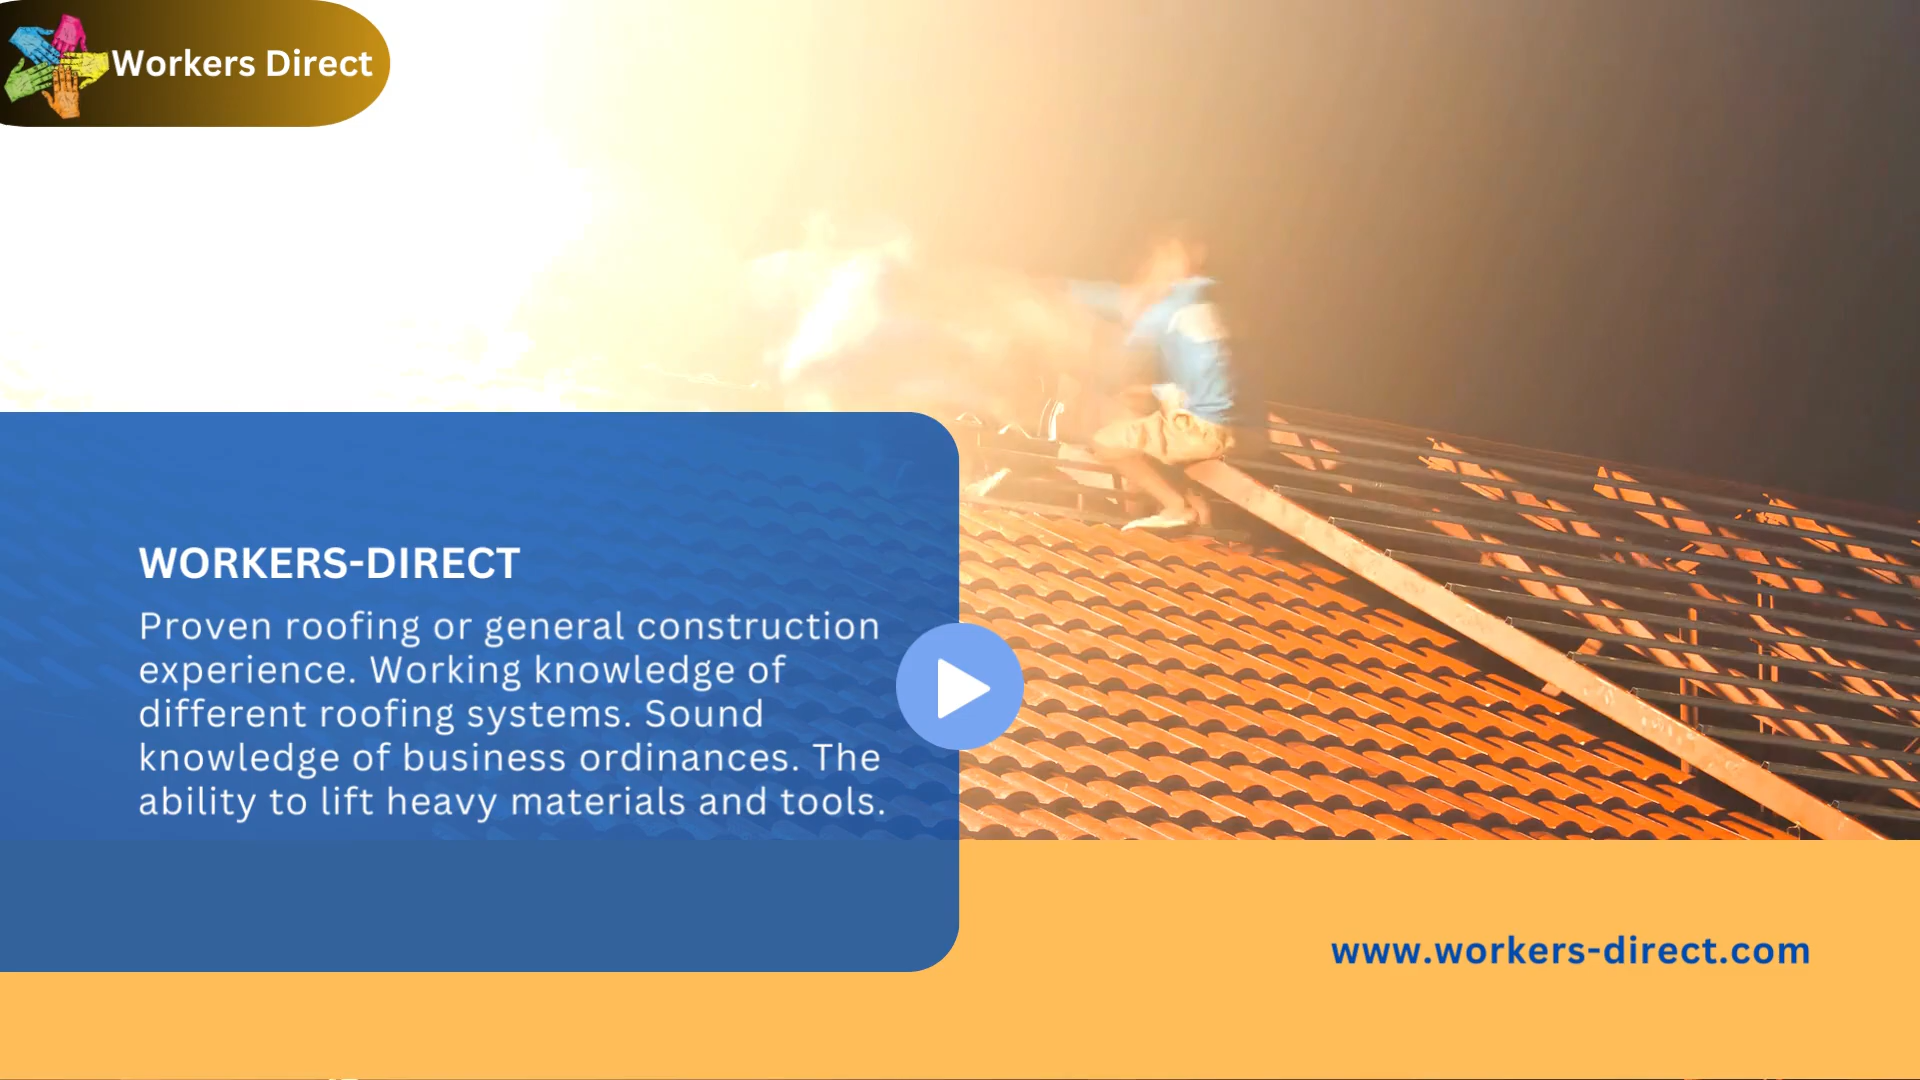 Workers Direct
WORKERS-DIRECT
Proven roofing or general construction
experience. Working knowledge of
different roofing systems. Sound
knowledge of business ordinances. The
ability to lift heavy materials and tools.
www.workers-direct.com